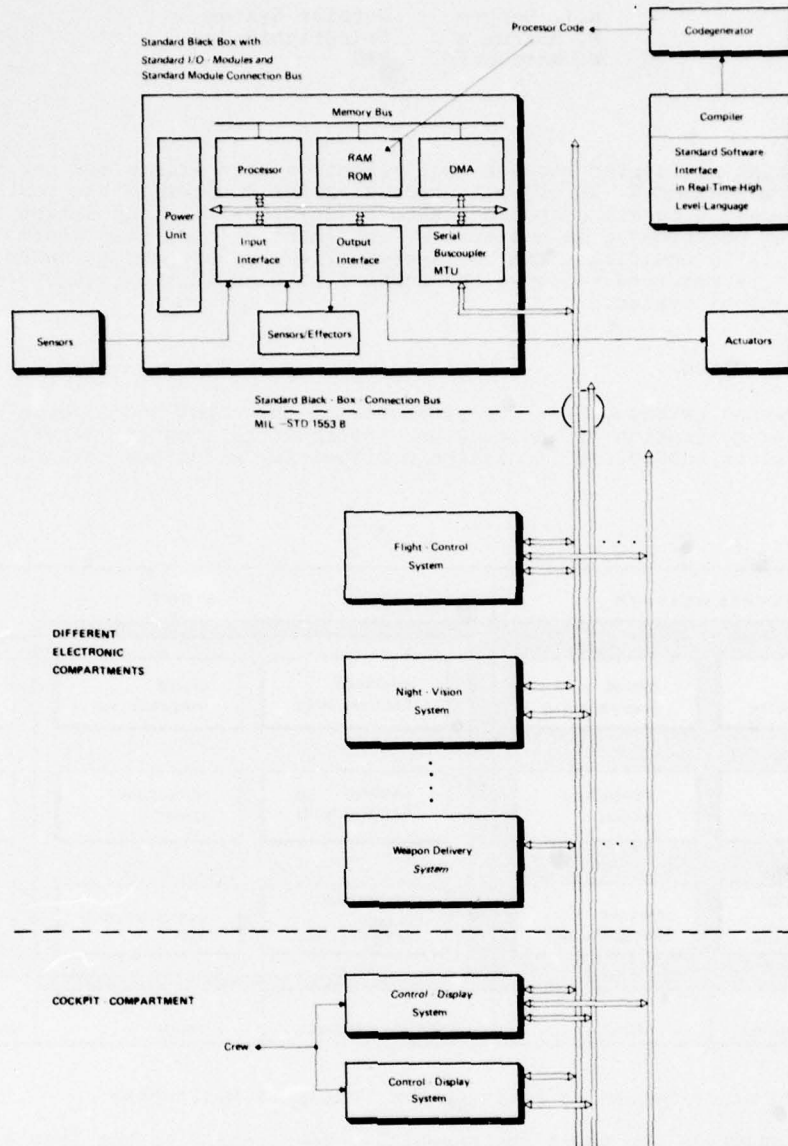 Processor Code
Codegenerator
Standard Black Box with
Standard I/O - Modules and
Standard Module Connection Bus
Compiler
Standard Software
Interface
in Real-Time-High
Level-Language
Memory Bus
Power
Unit
Processor
RAM
ROM
DMA
Input
Interface
Output
Interface
Serial
Buscoupler
MTU
Sensors/Effectors
Sensors
Actuators
Standard Black - Box - Connection Bus
MIL -STD 1553 B
Flight - Control
System
. . .
DIFFERENT
ELECTRONIC
COMPARTMENTS
Night - Vision
System
Weapon Delivery
System
. . .
COCKPIT - COMPARTMENT
Control - Display
System
Crew
Control - Display
System